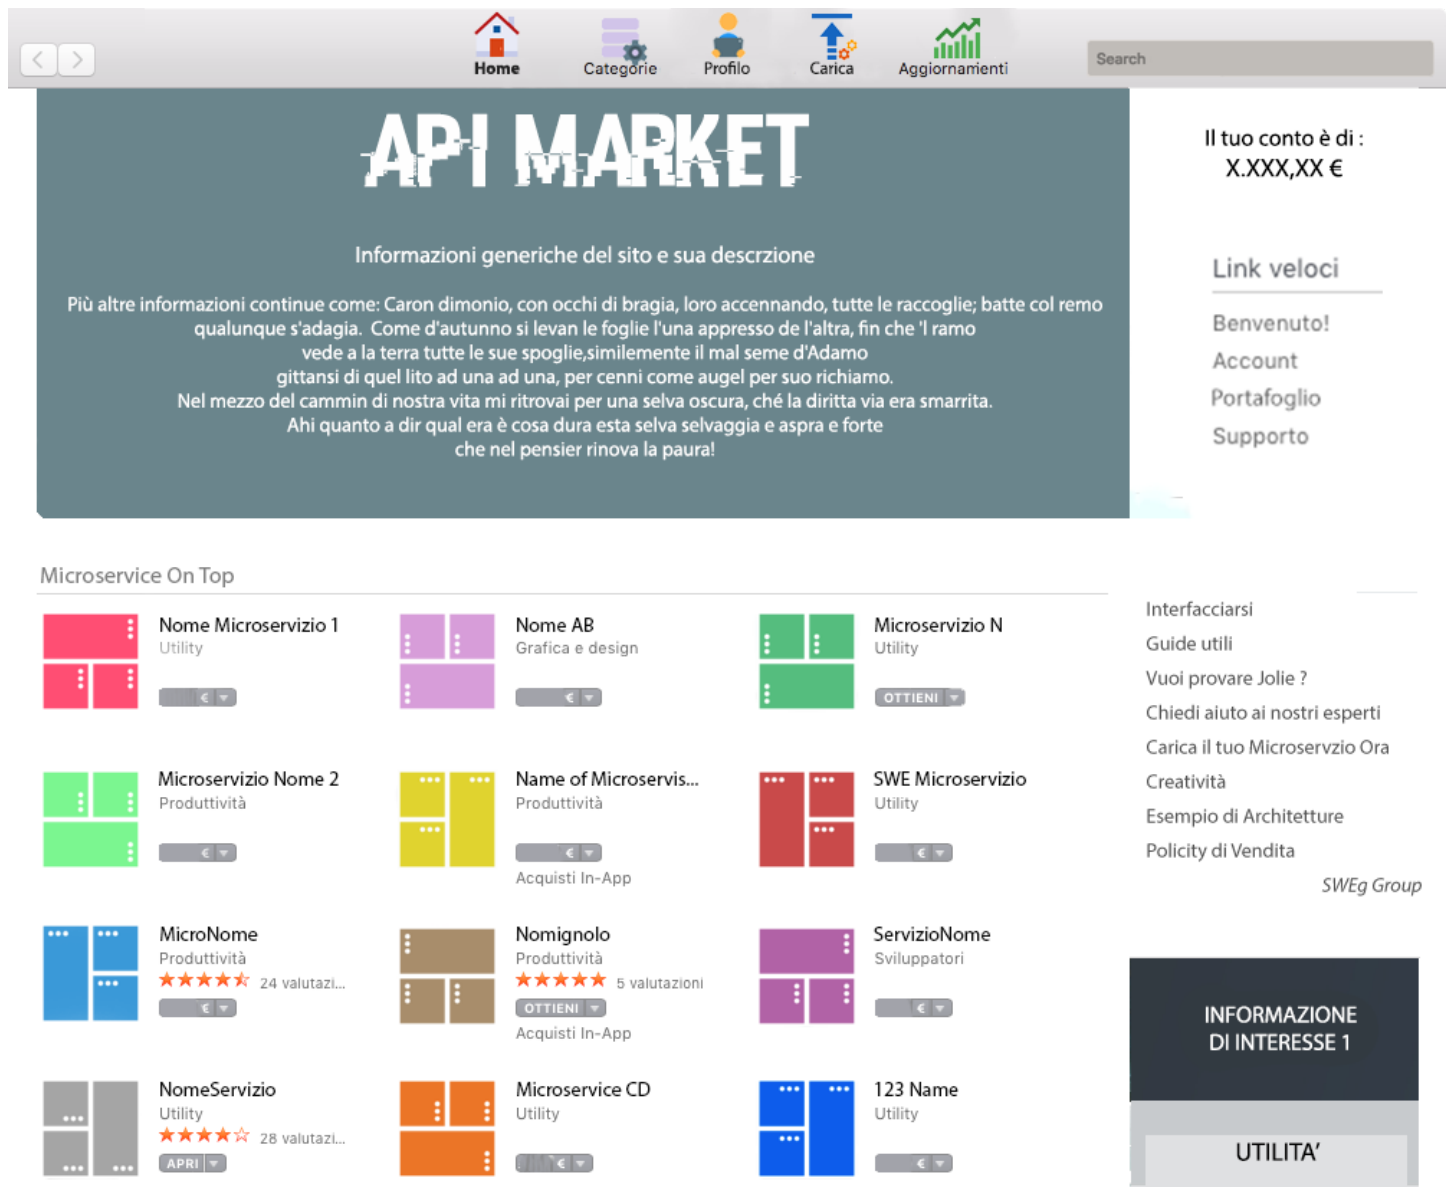 Home
Categorie
Profilo
Carica
Aggiornamenti
Search
API MARKET
Il tuo conto è di :
X.XXX,XX €
Informazioni generiche del sito e sua descrzione
Più altre informazioni continue come: Caron dimonio, con occhi di bragia, loro accennando, tutte le raccoglie; batte col remo
qualunque s'adagia. Come d'autunno si levan le foglie l'una appresso de l'altra, fin che 'l ramo
vede a la terra tutte le sue spoglie,similemente il mal seme d'Adamo
gittansi di quel lito ad una ad una, per cenni come augel per suo richiamo.
Nel mezzo del cammin di nostra vita mi ritrovai per una selva oscura, ché la diritta via era smarrita.
Ahi quanto a dir qual era è cosa dura esta selva selvaggia e aspra e forte
che nel pensier rinova la paura!
Link veloci
Benvenuto!
Account
Portafoglio
Supporto
Microservice On Top
Nome Microservizio 1
Utility
€
Nome AB
Grafica e design
€
Microservizio N
Utility
OTTIENI
Microservizio Nome 2
Produttività
€
Name of Microservis...
Produttività
€
Acquisti In-App
SWE Microservizio
Utility
€
MicroNome
Produttività
24 valutazi...
€
Nomignolo
Produttività
5 valutazioni
OTTIENI
Acquisti In-App
ServizioNome
Sviluppatori
€
NomeServizio
Utility
28 valutazi...
APRI
Microservice CD
Utility
€
123 Name
Utility
€
Interfacciarsi
Guide utili
Vuoi provare Jolie ?
Chiedi aiuto ai nostri esperti
Carica il tuo Microservzio Ora
Creatività
Esempio di Architetture
Policity di Vendita
SWEg Group
INFORMAZIONE
DI INTERESSE 1
UTILITA'